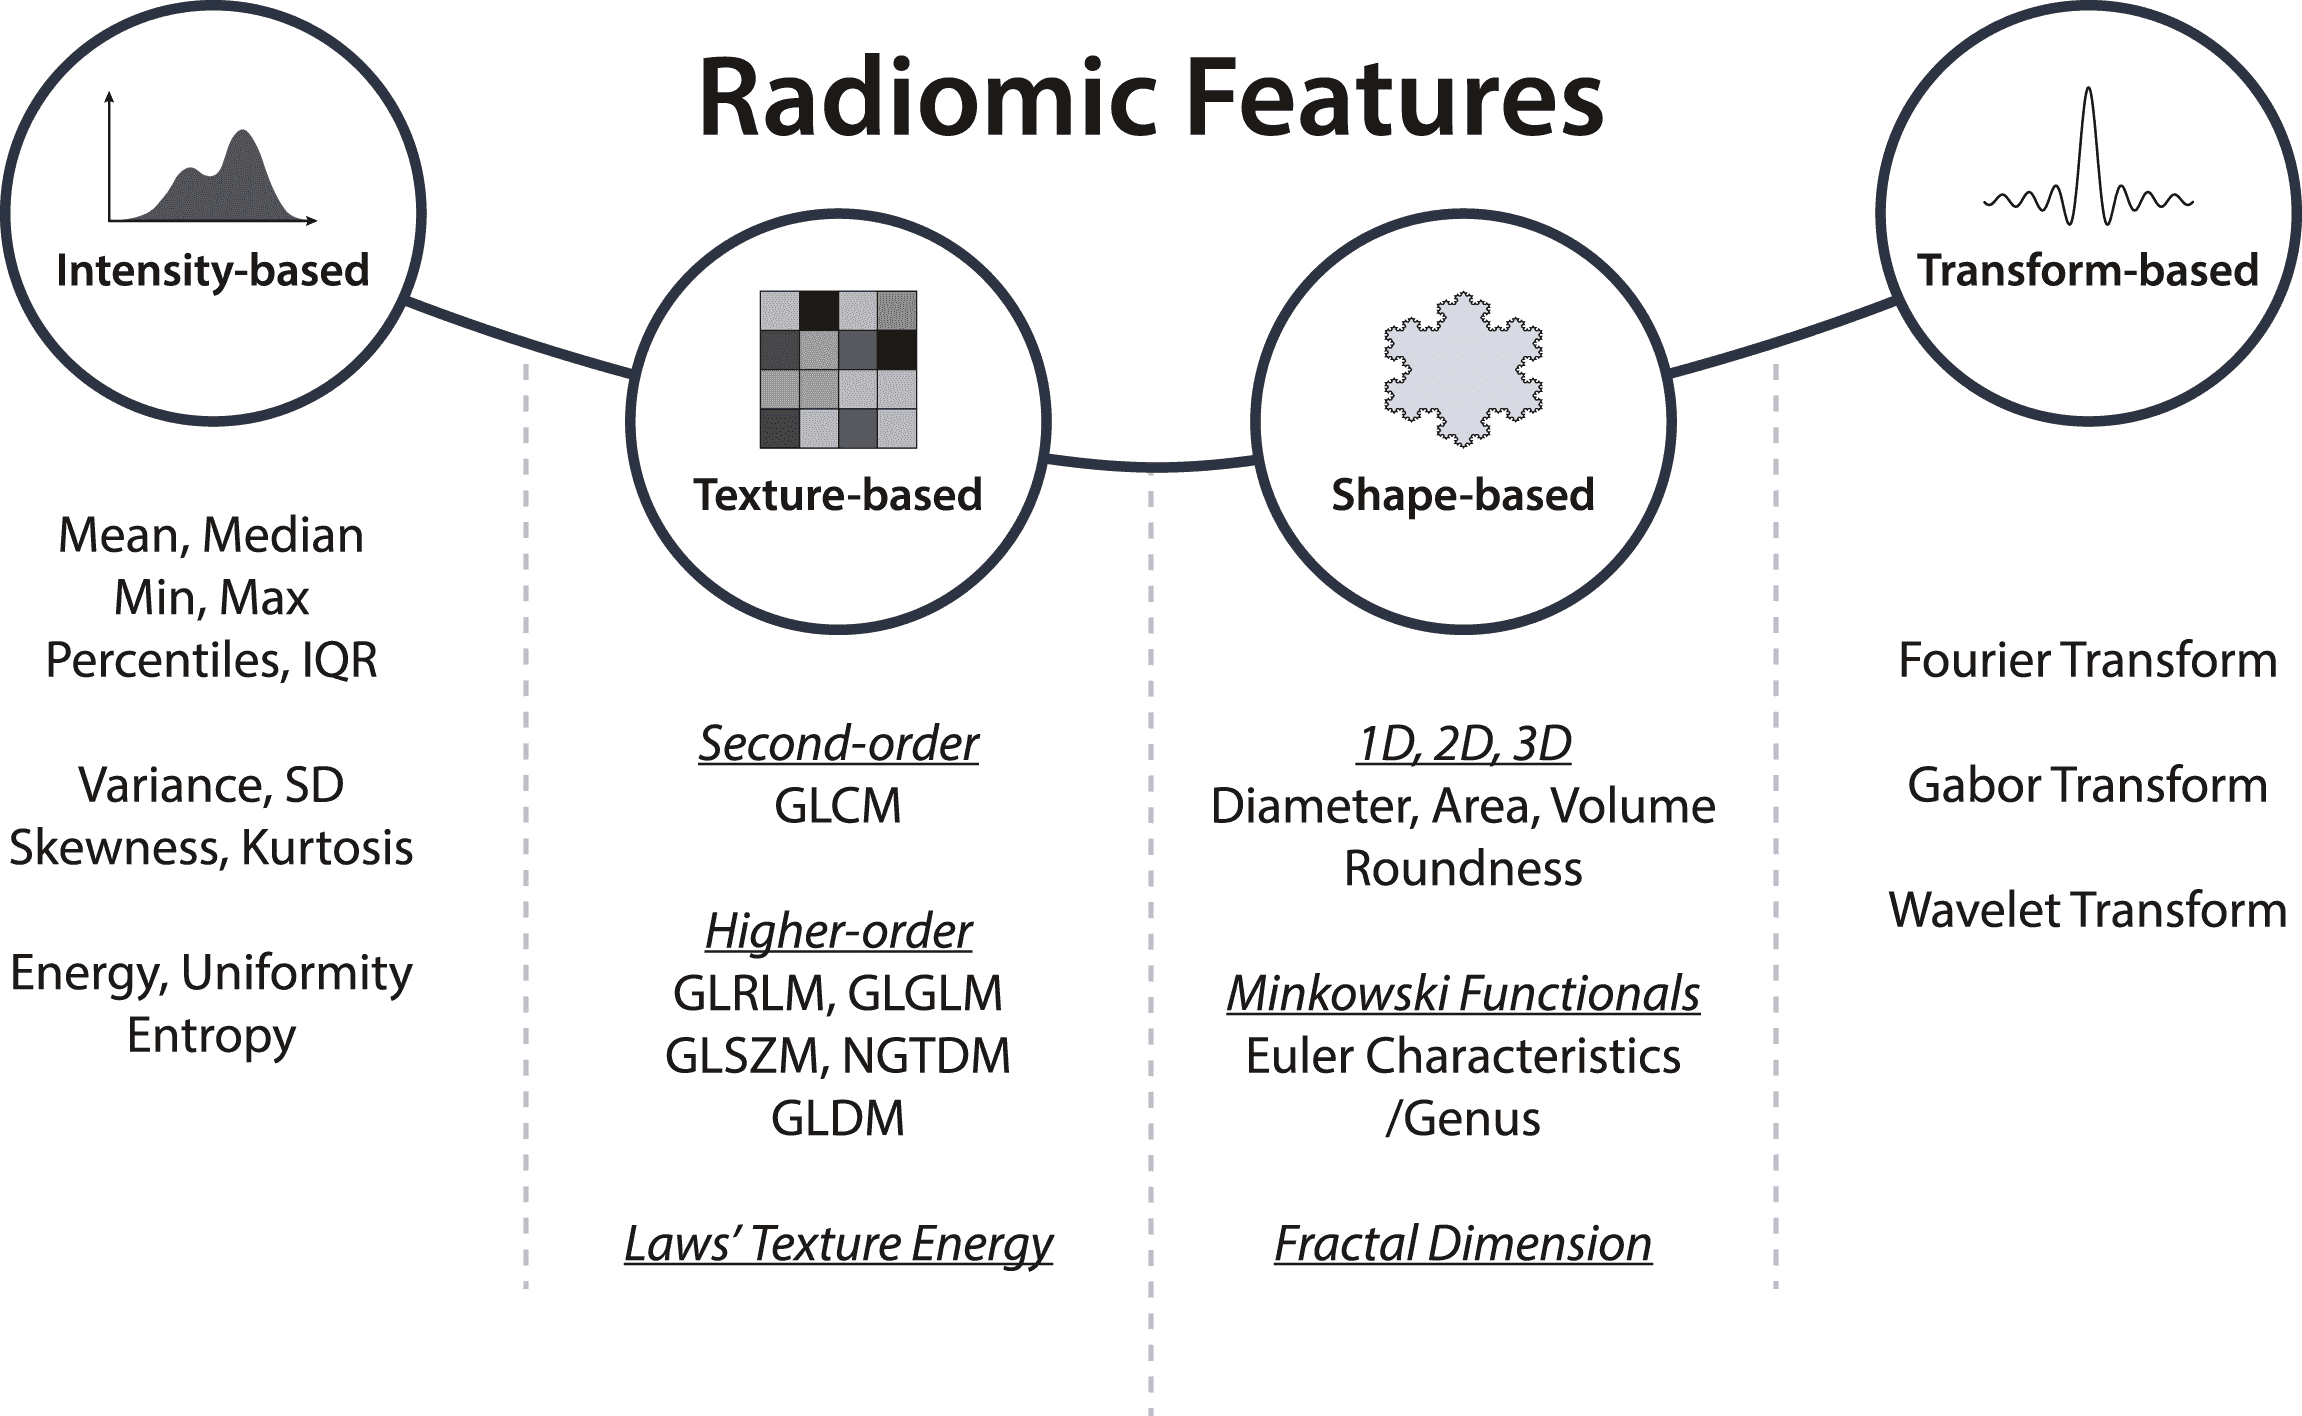 Radiomic Features
Intensity-based
Mean, Median
Min, Max
Percentiles, IQR
Variance, SD
Skewness, Kurtosis
Energy, Uniformity
Entropy
Texture-based
Second-order
GLCM
Higher-order
GLRLM, GLGLM
GLSZM, NGTDM
GLDM
Laws’ Texture Energy
Shape-based
1D, 2D, 3D
Diameter, Area, Volume
Roundness
Minkowski Functionals
Euler Characteristics
/Genus
Fractal Dimension
Transform-based
Fourier Transform
Gabor Transform
Wavelet Transform